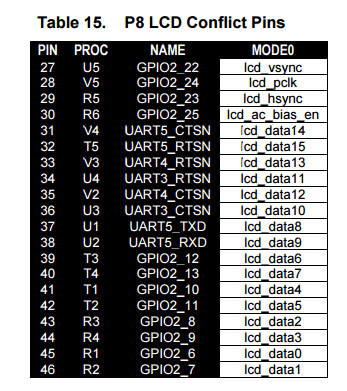 Table 15. P8 LCD Conflict Pins
PIN PROC NAME MODE0
27 U5 GPIO2_22 lcd_vsync
28 V5 GPIO2_24 lcd_pclk
29 R5 GPIO2_23 lcd_hsync
30 R6 GPIO2_25 lcd_ac_bias_en
31 V4 UART5_CTSN lcd_data14
32 T5 UART5_RTSN lcd_data15
33 V3 UART4_RTSN lcd_data13
34 U4 UART3_RTSN lcd_data11
35 V2 UART4_CTSN lcd_data12
36 U3 UART3_CTSN lcd_data10
37 U1 UART5_TXD lcd_data8
38 U2 UART5_RXD lcd_data9
39 T3 GPIO2_12 lcd_data6
40 T4 GPIO2_13 lcd_data7
41 T1 GPIO2_10 lcd_data4
42 T2 GPIO2_11 lcd_data5
43 R3 GPIO2_8 lcd_data2
44 R4 GPIO2_9 lcd_data3
45 R1 GPIO2_6 lcd_data0
46 R2 GPIO2_7 lcd_data1